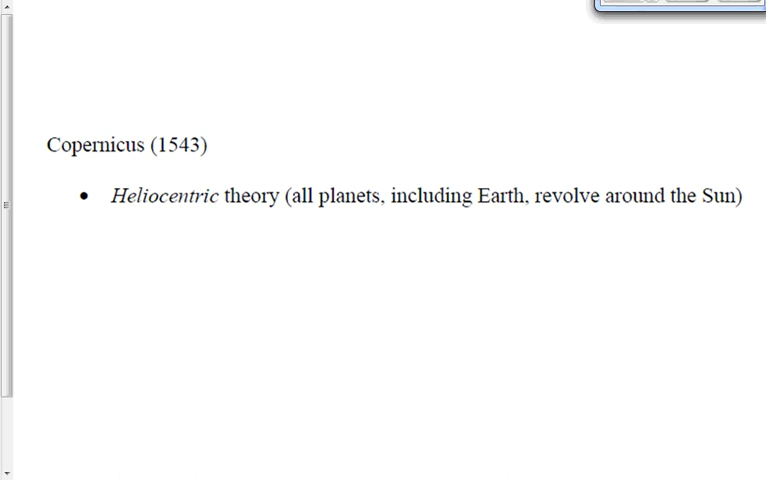 Copernicus (1543)
• Heliocentric theory (all planets, including Earth, revolve around the Sun)